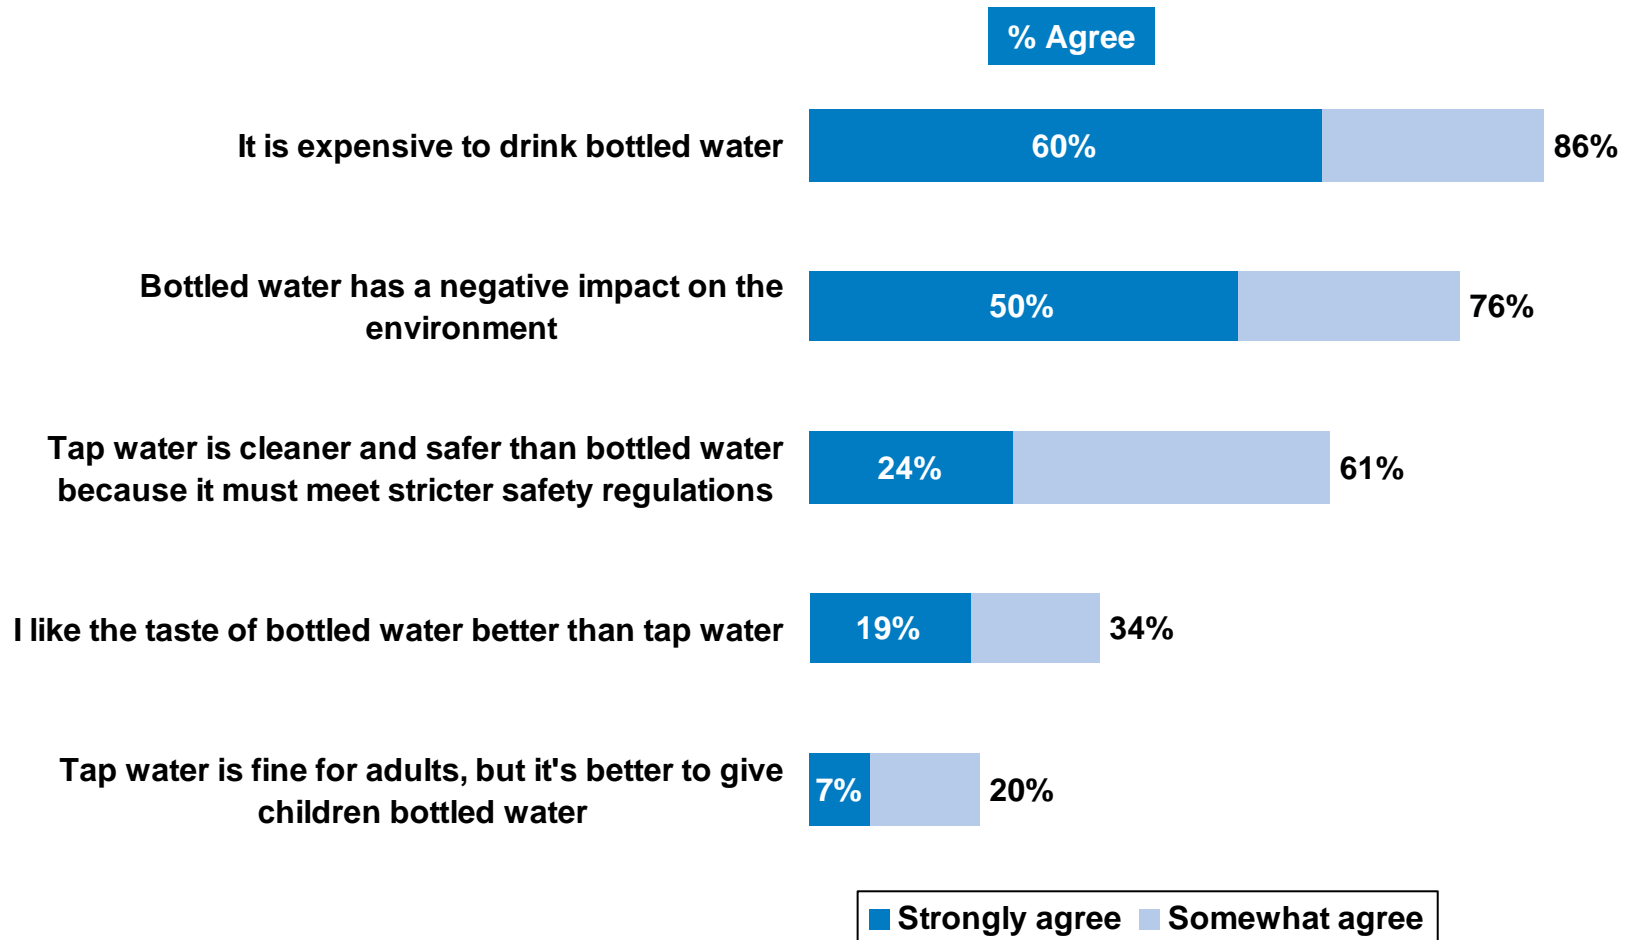 % Agree
It is expensive to drink bottled water
60%
86%
Bottled water has a negative impact on the
environment
50%
76%
Tap water is cleaner and safer than bottled water
because it must meet stricter safety regulations
24%
61%
I like the taste of bottled water better than tap water
19%
34%
Tap water is fine for adults, but it's better to give
children bottled water
7%
20%
Strongly agree
Somewhat agree